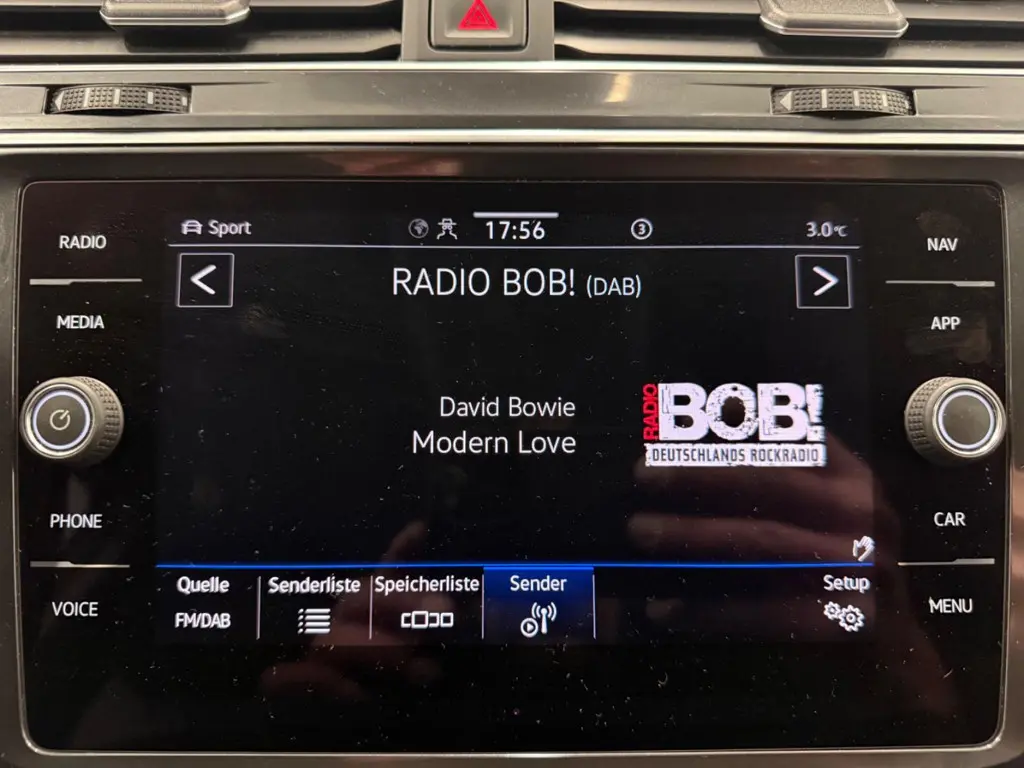 RADIO
MEDIA
PHONE
VOICE
Sport
17:56
3
3.0°C
RADIO BOB! (DAB)
David Bowie
Modern Love
RADIO
BOB!
DEUTSCHLANDS ROCKRADIO
Quelle
FM/DAB
Senderliste
Speicherliste
Sender
Setup
NAV
APP
CAR
MENU